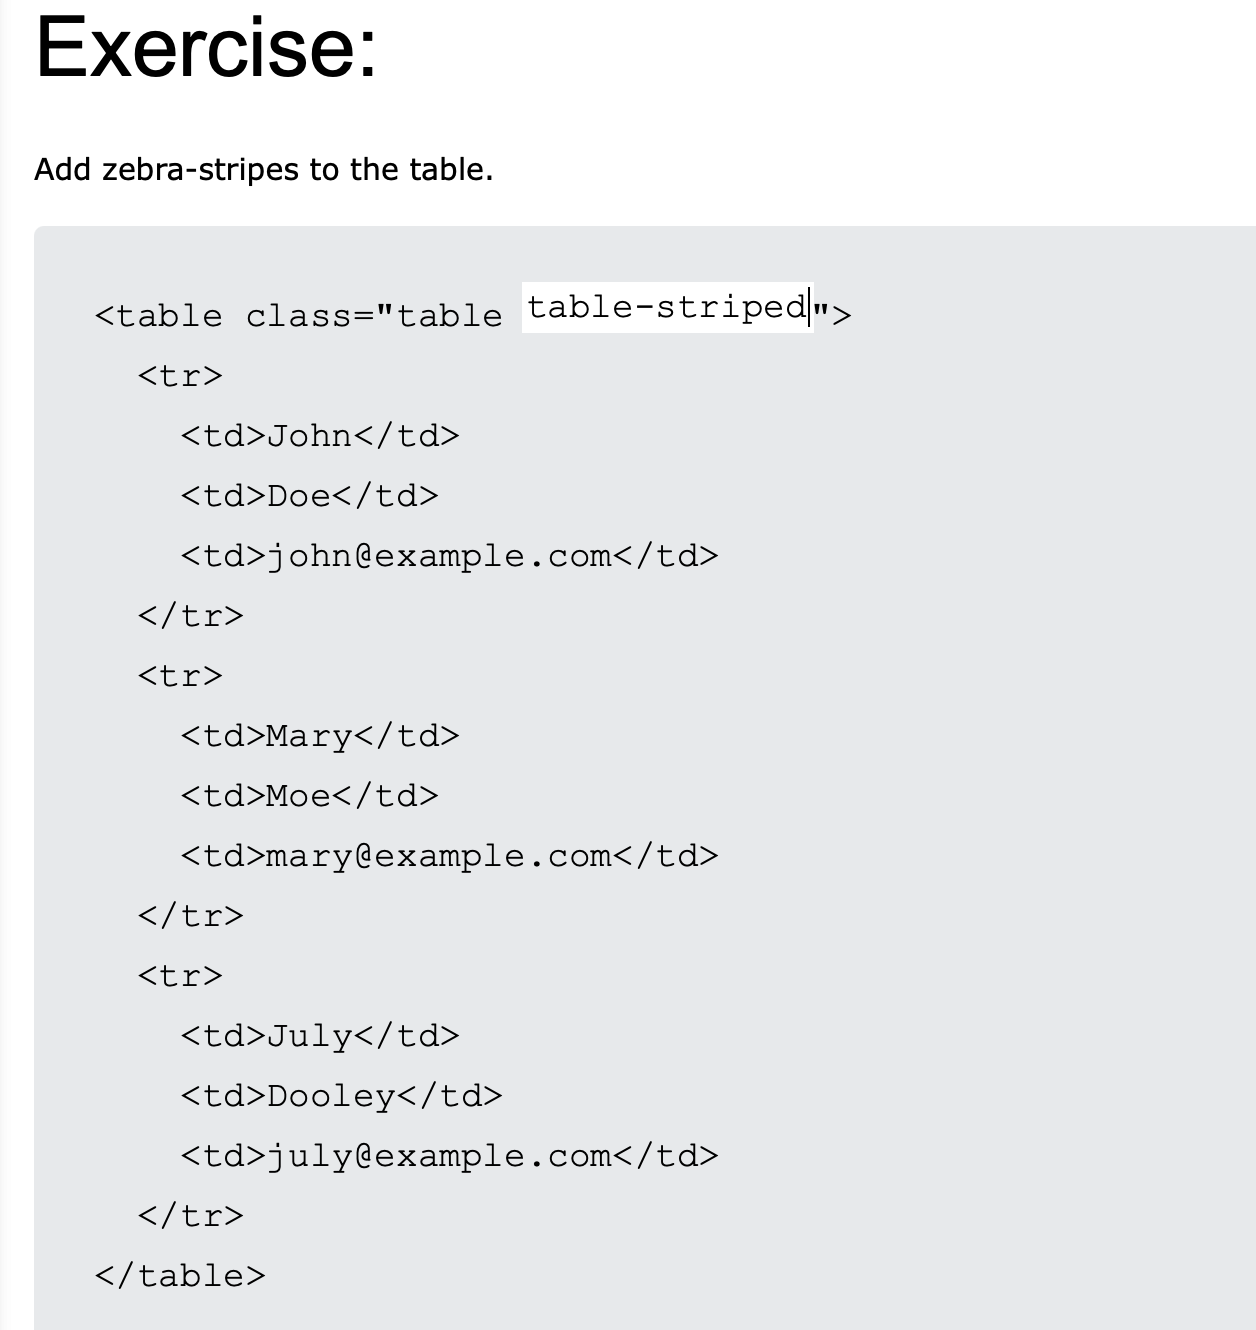 Exercise:
Add zebra-stripes to the table.
<table class="table table-striped">
<tr>
<td>John</td>
<td>Doe</td>
<td>john@example.com</td>
</tr>
<tr>
<td>Mary</td>
<td>Moe</td>
<td>mary@example.com</td>
</tr>
<tr>
<td>July</td>
<td>Dooley</td>
<td>july@example.com</td>
</tr>
</table>